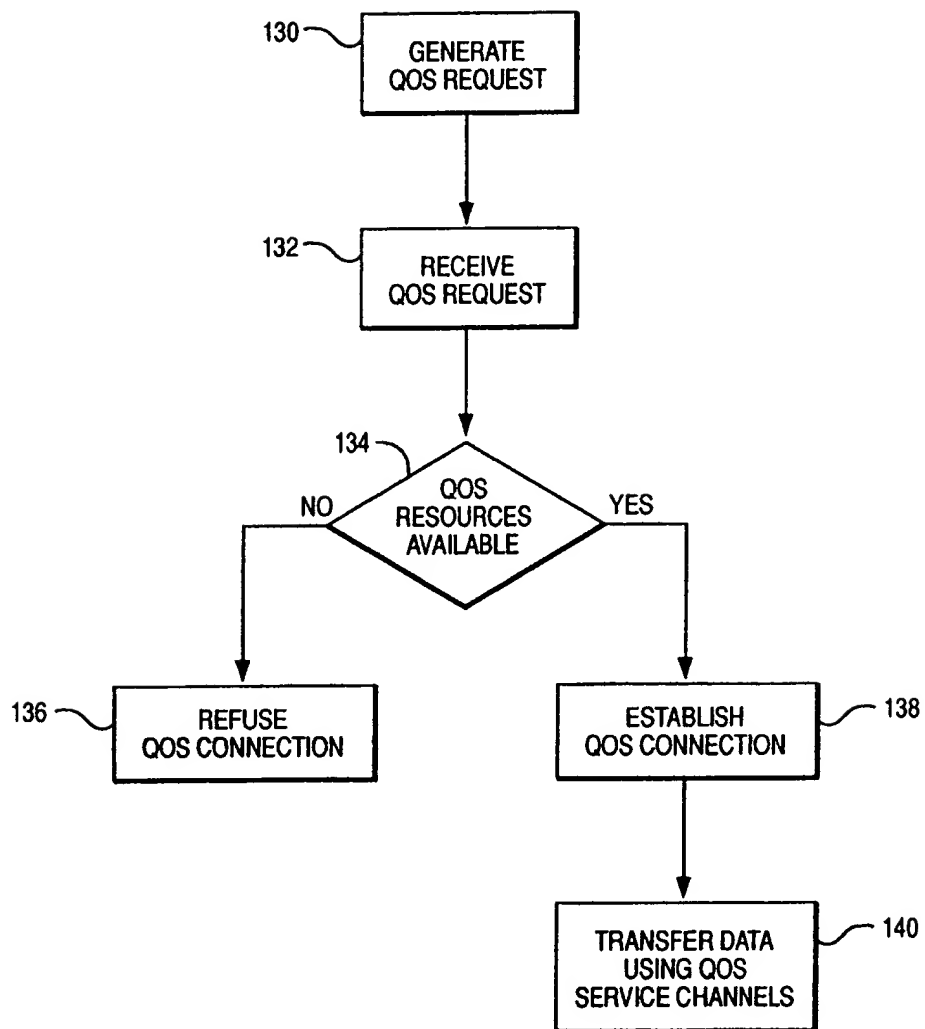 130
GENERATE
QOS REQUEST
132
RECEIVE
QOS REQUEST
134
QOS
RESOURCES
AVAILABLE
NO
YES
136
REFUSE
QOS CONNECTION
ESTABLISH
QOS CONNECTION
138
TRANSFER DATA
USING QOS
SERVICE CHANNELS
140